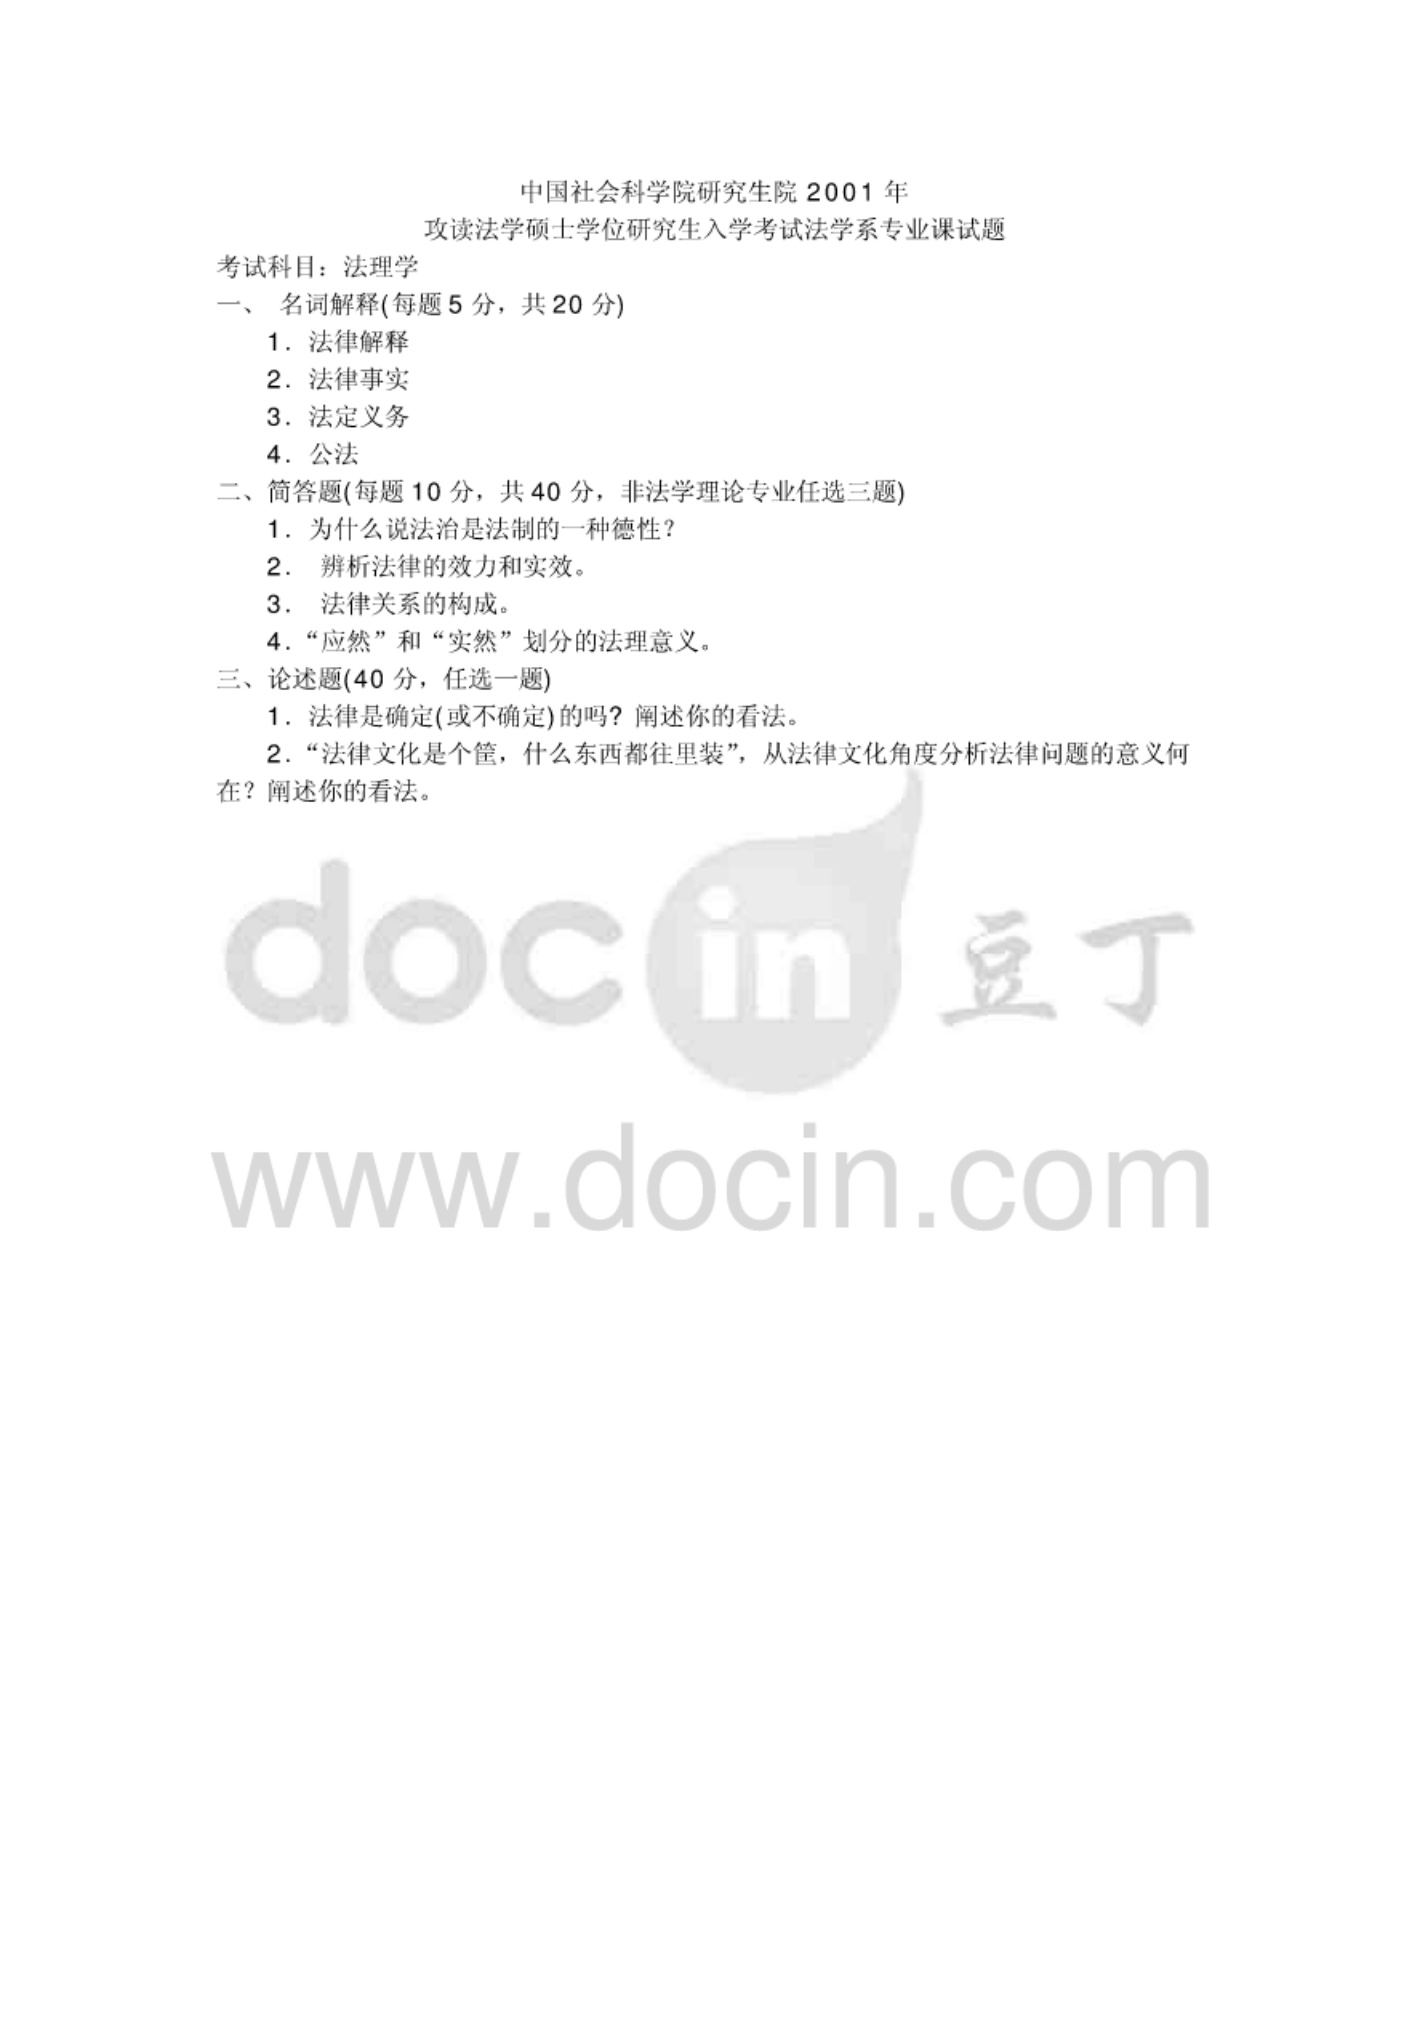 中国社会科学院研究生院 2001 年
攻读法学硕士学位研究生入学考试法学系专业课试题
考试科目：法理学
一、 名词解释(每题 5 分，共 20 分)
1．法律解释
2．法律事实
3．法定义务
4．公法
二、简答题(每题 10 分，共 40 分，非法学理论专业任选三题)
1．为什么说法治是法制的一种德性？
2． 辨析法律的效力和实效。
3． 法律关系的构成。
4．“应然”和“实然”划分的法理意义。
三、论述题(40 分，任选一题)
1．法律是确定(或不确定)的吗？阐述你的看法。
2．“法律文化是个筐，什么东西都往里装”，从法律文化角度分析法律问题的意义何
在？阐述你的看法。
docin 豆丁
www.docin.com